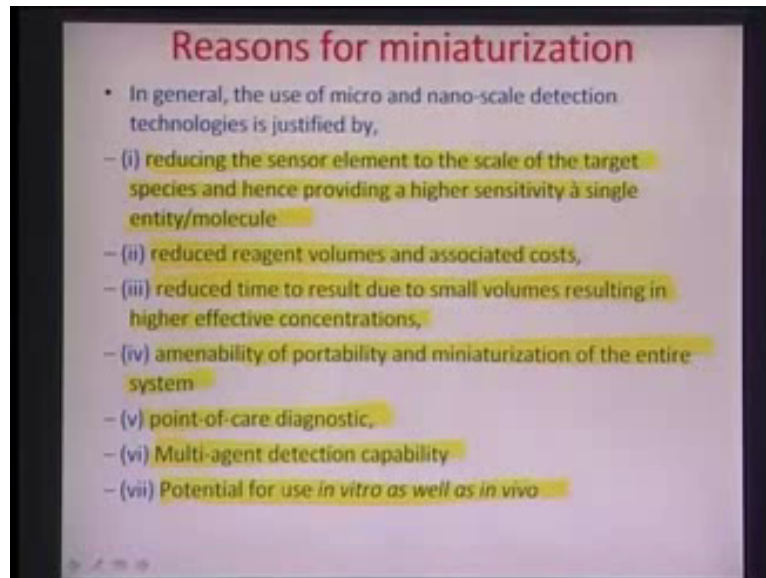 Reasons for miniaturization
• In general, the use of micro and nano-scale detection
technologies is justified by,
– (i) reducing the sensor element to the scale of the target
species and hence providing a higher sensitivity à single
entity/molecule
– (ii) reduced reagent volumes and associated costs,
– (iii) reduced time to result due to small volumes resulting in
higher effective concentrations,
– (iv) amenability of portability and miniaturization of the entire
system
– (v) point-of-care diagnostic,
– (vi) Multi-agent detection capability
– (vii) Potential for use in vitro as well as in vivo